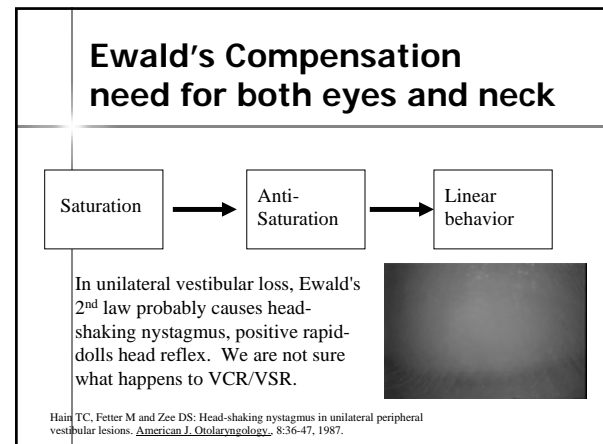 Ewald's Compensation
need for both eyes and neck
Saturation
Anti-
Saturation
Linear
behavior
In unilateral vestibular loss, Ewald's
2nd law probably causes head-
shaking nystagmus, positive rapid-
dolls head reflex.  We are not sure
what happens to VCR/VSR.
Hain TC, Fetter M and Zee DS: Head-shaking nystagmus in unilateral peripheral
vestibular lesions. American J. Otolaryngology., 8:36-47, 1987.